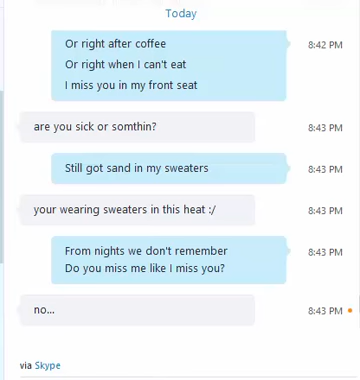 Today
Or right after coffee
8:42 PM
Or right when I can't eat
I miss you in my front seat
are you sick or somthin?
8:43 PM
Still got sand in my sweaters
8:43 PM
your wearing sweaters in this heat :/
8:43 PM
From nights we don't remember
8:43 PM
Do you miss me like I miss you?
no...
8:43 PM
via Skype